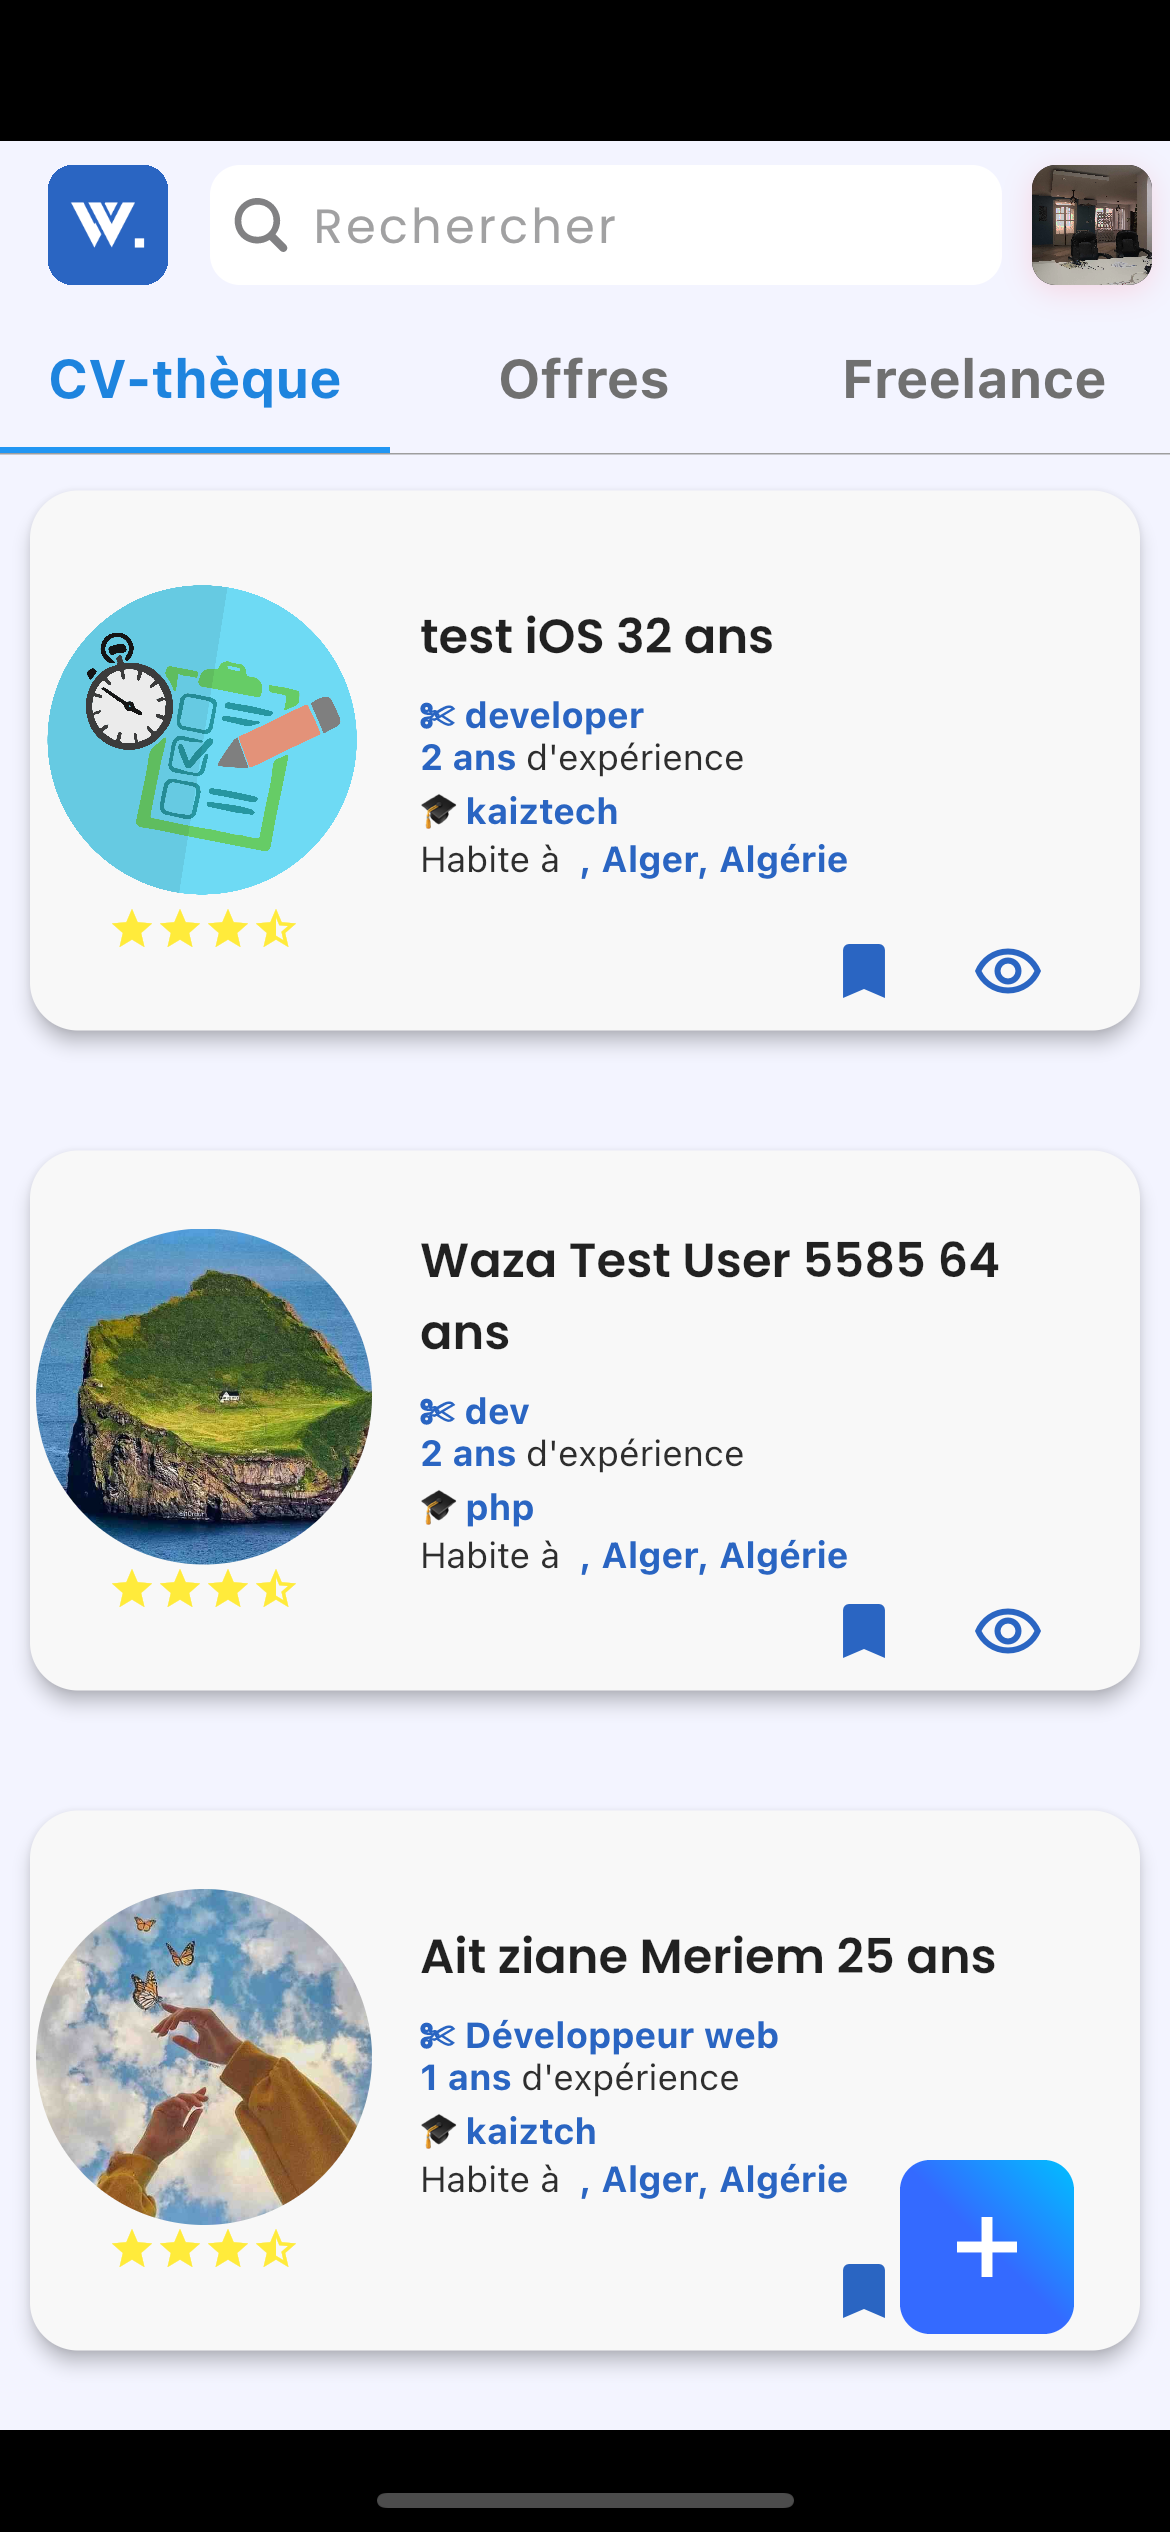 W.
Rechercher
CV-thèque
Offres
Freelance
test iOS 32 ans
developer
2 ans d'expérience
kaiztech
Habite à , Alger, Algérie
Waza Test User 5585 64
ans
dev
2 ans d'expérience
php
Habite à , Alger, Algérie
Ait ziane Meriem 25 ans
Développeur web
1 ans d'expérience
kaiztch
Habite à , Alger, Algérie